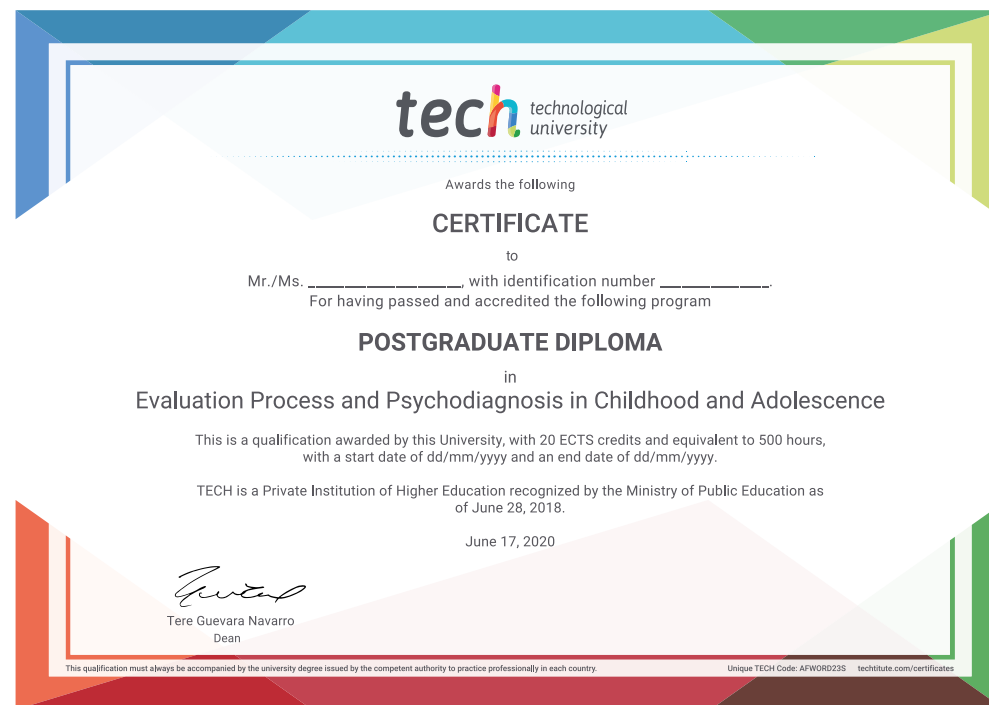 tech technological
university
Awards the following
CERTIFICATE
to
Mr./Ms. ____________________, with identification number ______________.
For having passed and accredited the following program
POSTGRADUATE DIPLOMA
in
Evaluation Process and Psychodiagnosis in Childhood and Adolescence
This is a qualification awarded by this University, with 20 ECTS credits and equivalent to 500 hours,
with a start date of dd/mm/yyyy and an end date of dd/mm/yyyy.
TECH is a Private Institution of Higher Education recognized by the Ministry of Public Education as
of June 28, 2018.
June 17, 2020
Tere Guevara Navarro
Dean
This qualification must always be accompanied by the university degree issued by the competent authority to practice professionally in each country.
Unique TECH Code: AFWORD23S techtitute.com/certificates